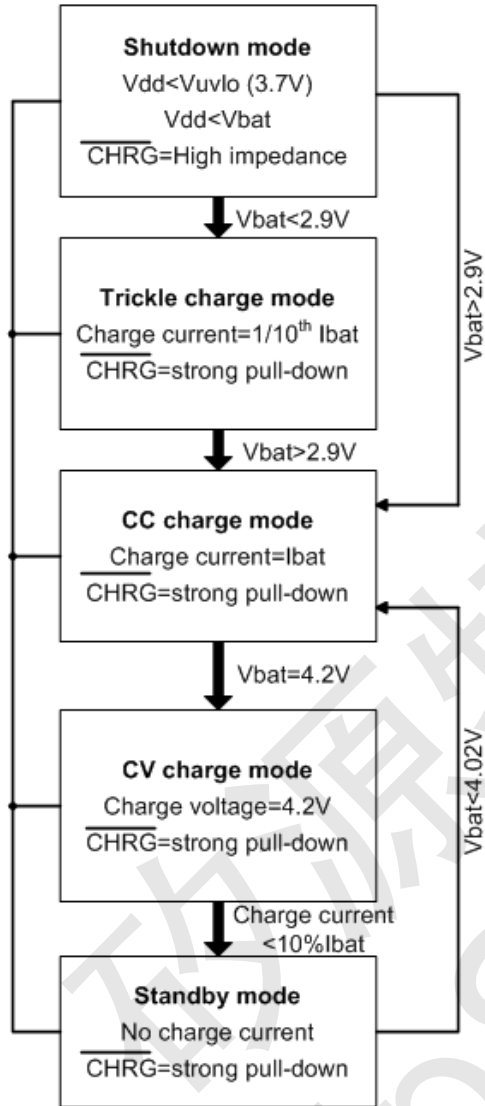 Shutdown mode
Vdd<Vuvlo (3.7V)
Vdd<Vbat
CHRG=High impedance
Vbat<2.9V
Vbat>2.9V
Trickle charge mode
Charge current=1/10th Ibat
CHRG=strong pull-down
Vbat>2.9V
CC charge mode
Charge current=Ibat
CHRG=strong pull-down
Vbat=4.2V
Vbat<4.02V
CV charge mode
Charge voltage=4.2V
CHRG=strong pull-down
Charge current
<10%Ibat
Standby mode
No charge current
CHRG=strong pull-down
矽源